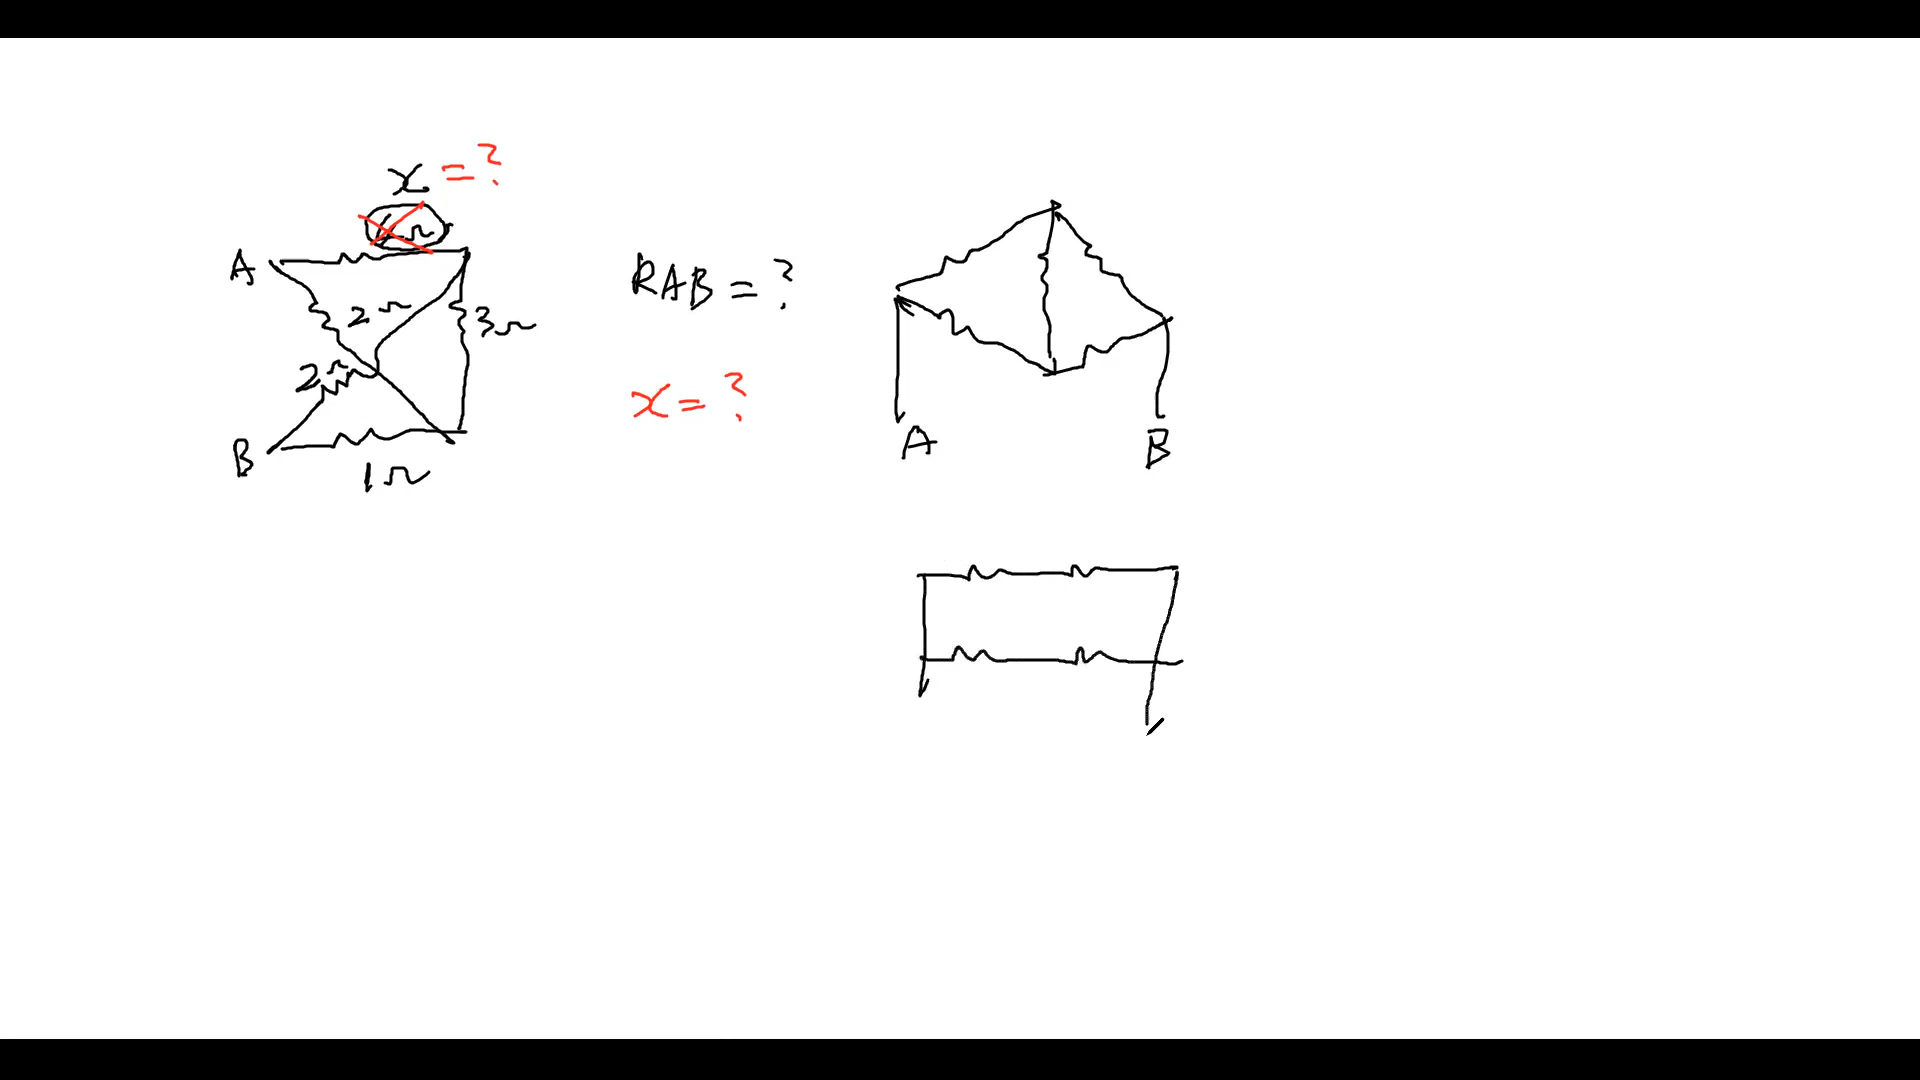 x = ?
A
2Ω
3Ω
2Ω
B
1Ω
RAB = ?
x = ?
A
B